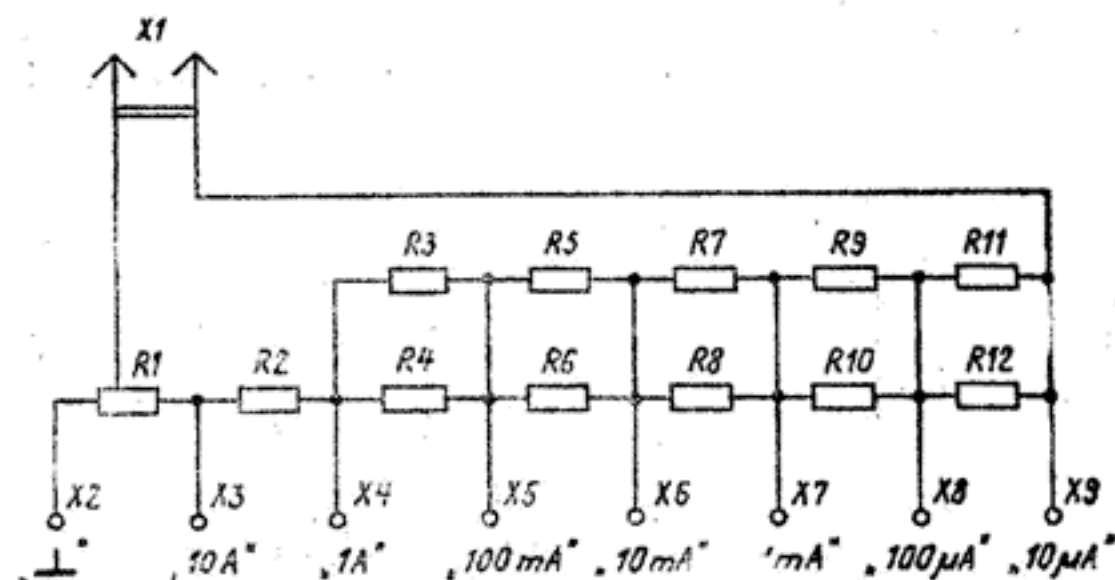 X1
R3 R5 R7 R9 R11
R1 R2 R4 R6 R8 R10 R12
X2 X3 X4 X5 X6 X7 X8 X9
„⊥" „10A" „1A" „100mA" „10mA" mA" „100µA" „10µA"